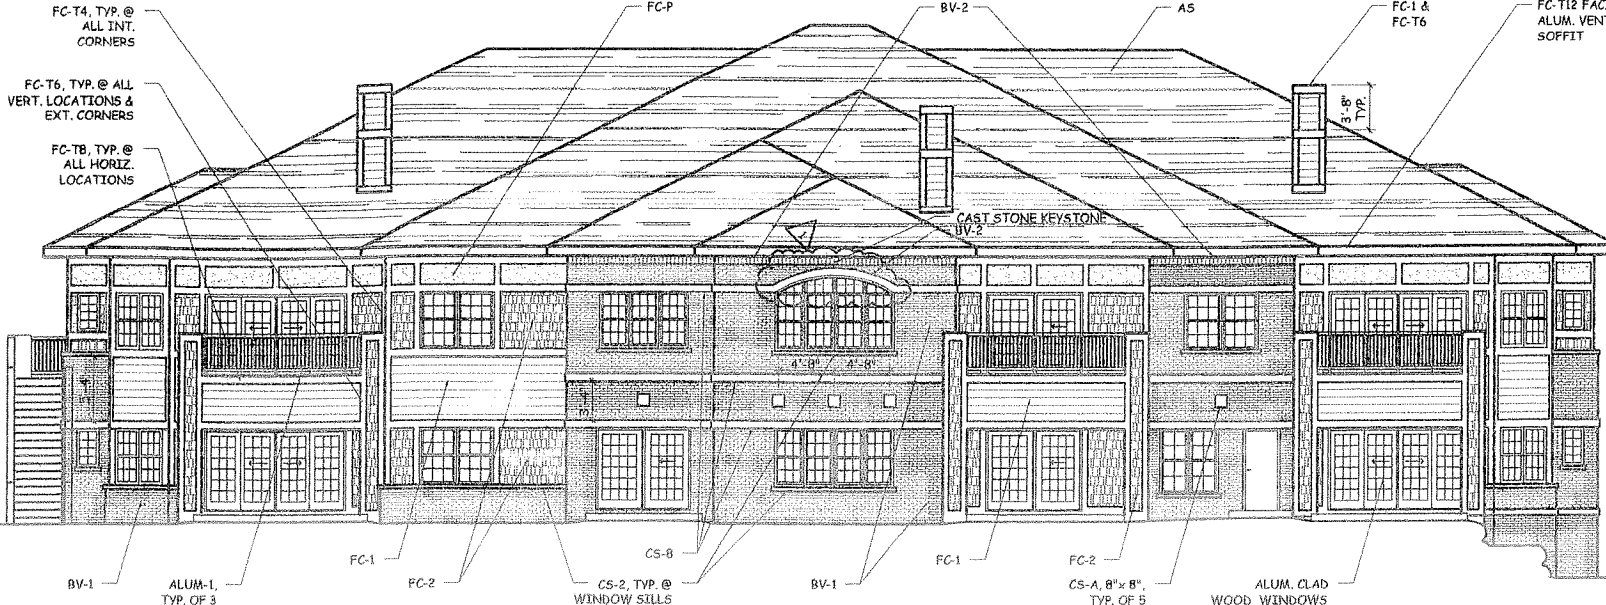 FC-T4, TYP. @
ALL INT.
CORNERS
FC-P
BV-2
AS
FC-1 &
FC-T6
FC-T12
ALUM.
SOFFIT
FC-T6, TYP. @ ALL
VERT. LOCATIONS &
EXT. CORNERS
3'-8"
TYP.
FC-T8, TYP. @
ALL HORIZ.
LOCATIONS
CAST STONE KEYSTONE
BV-2
4'-8" 4'-8"
3'-4"
FC-1
CS-8
FC-1
FC-2
BV-1
ALUM-1,
TYP. OF 3
FC-2
CS-2, TYP. @
WINDOW SILLS
BV-1
CS-A, 8"x 8",
TYP. OF 5
ALUM. CLAD
WOOD WINDOWS